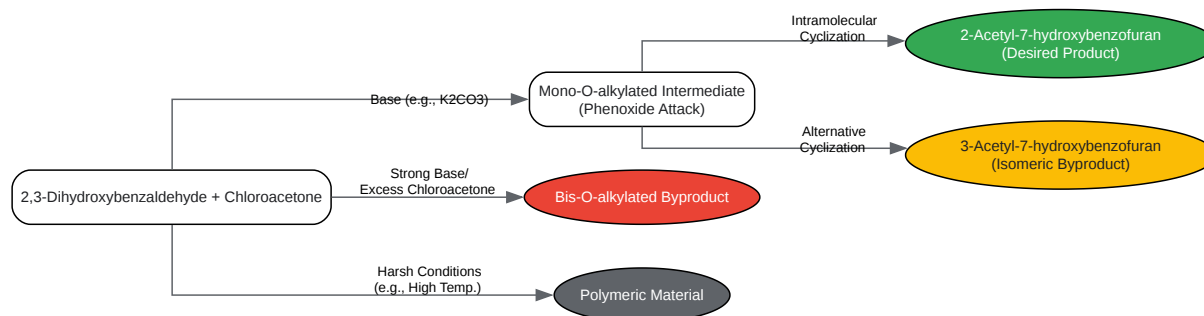 Intramolecular
Cyclization
2-Acetyl-7-hydroxybenzofuran
(Desired Product)
Base (e.g., K2CO3)
Mono-O-alkylated Intermediate
(Phenoxide Attack)
Alternative
Cyclization
3-Acetyl-7-hydroxybenzofuran
(Isomeric Byproduct)
2,3-Dihydroxybenzaldehyde + Chloroacetone
Strong Base/
Excess Chloroacetone
Bis-O-alkylated Byproduct
Harsh Conditions
(e.g., High Temp.)
Polymeric Material